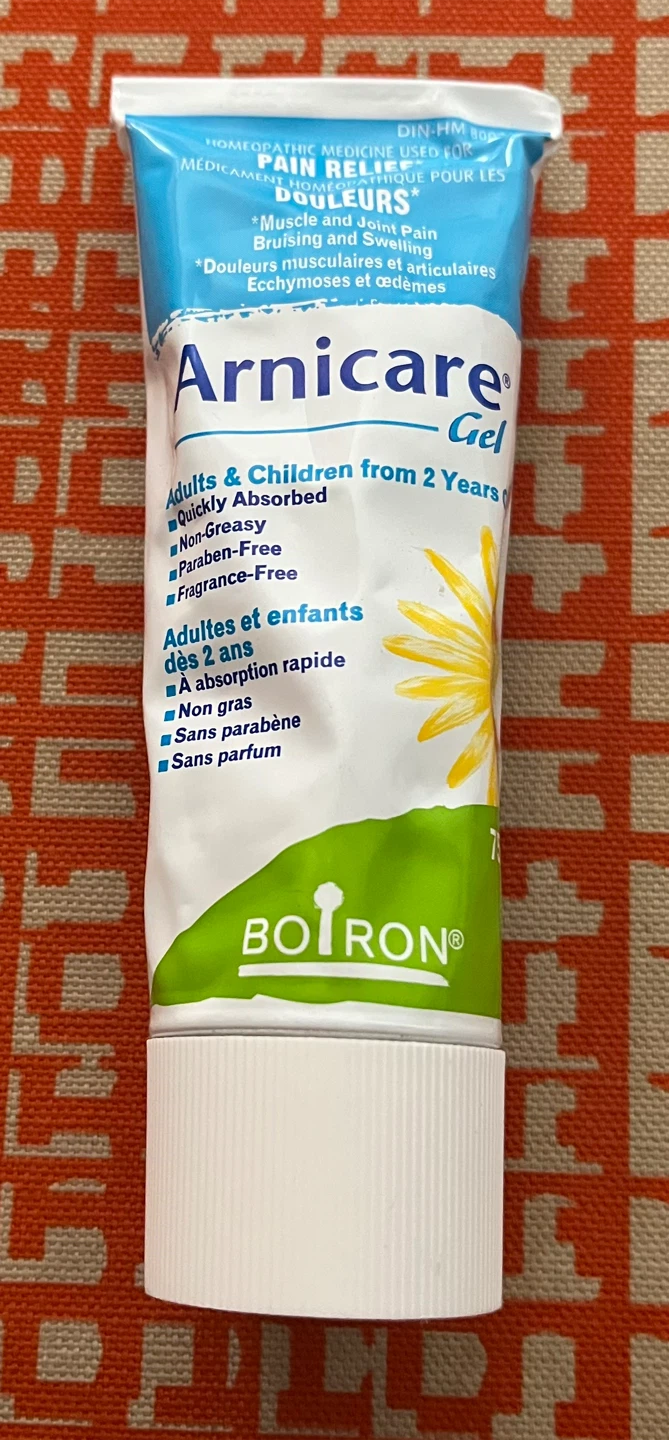 DIN-HM
HOMEOPATHIC MEDICINE USED FOR
PAIN RELIEF*
MÉDICAMENT HOMÉOPATHIQUE POUR LES
DOULEURS*
*Muscle and Joint Pain
Bruising and Swelling
*Douleurs musculaires et articulaires
Ecchymoses et œdèmes
Arnicare®
Gel
Adults & Children from 2 Years
Quickly Absorbed
Non-Greasy
Paraben-Free
Fragrance-Free
Adultes et enfants
dès 2 ans
À absorption rapide
Non gras
Sans parabène
Sans parfum
BOIRON®